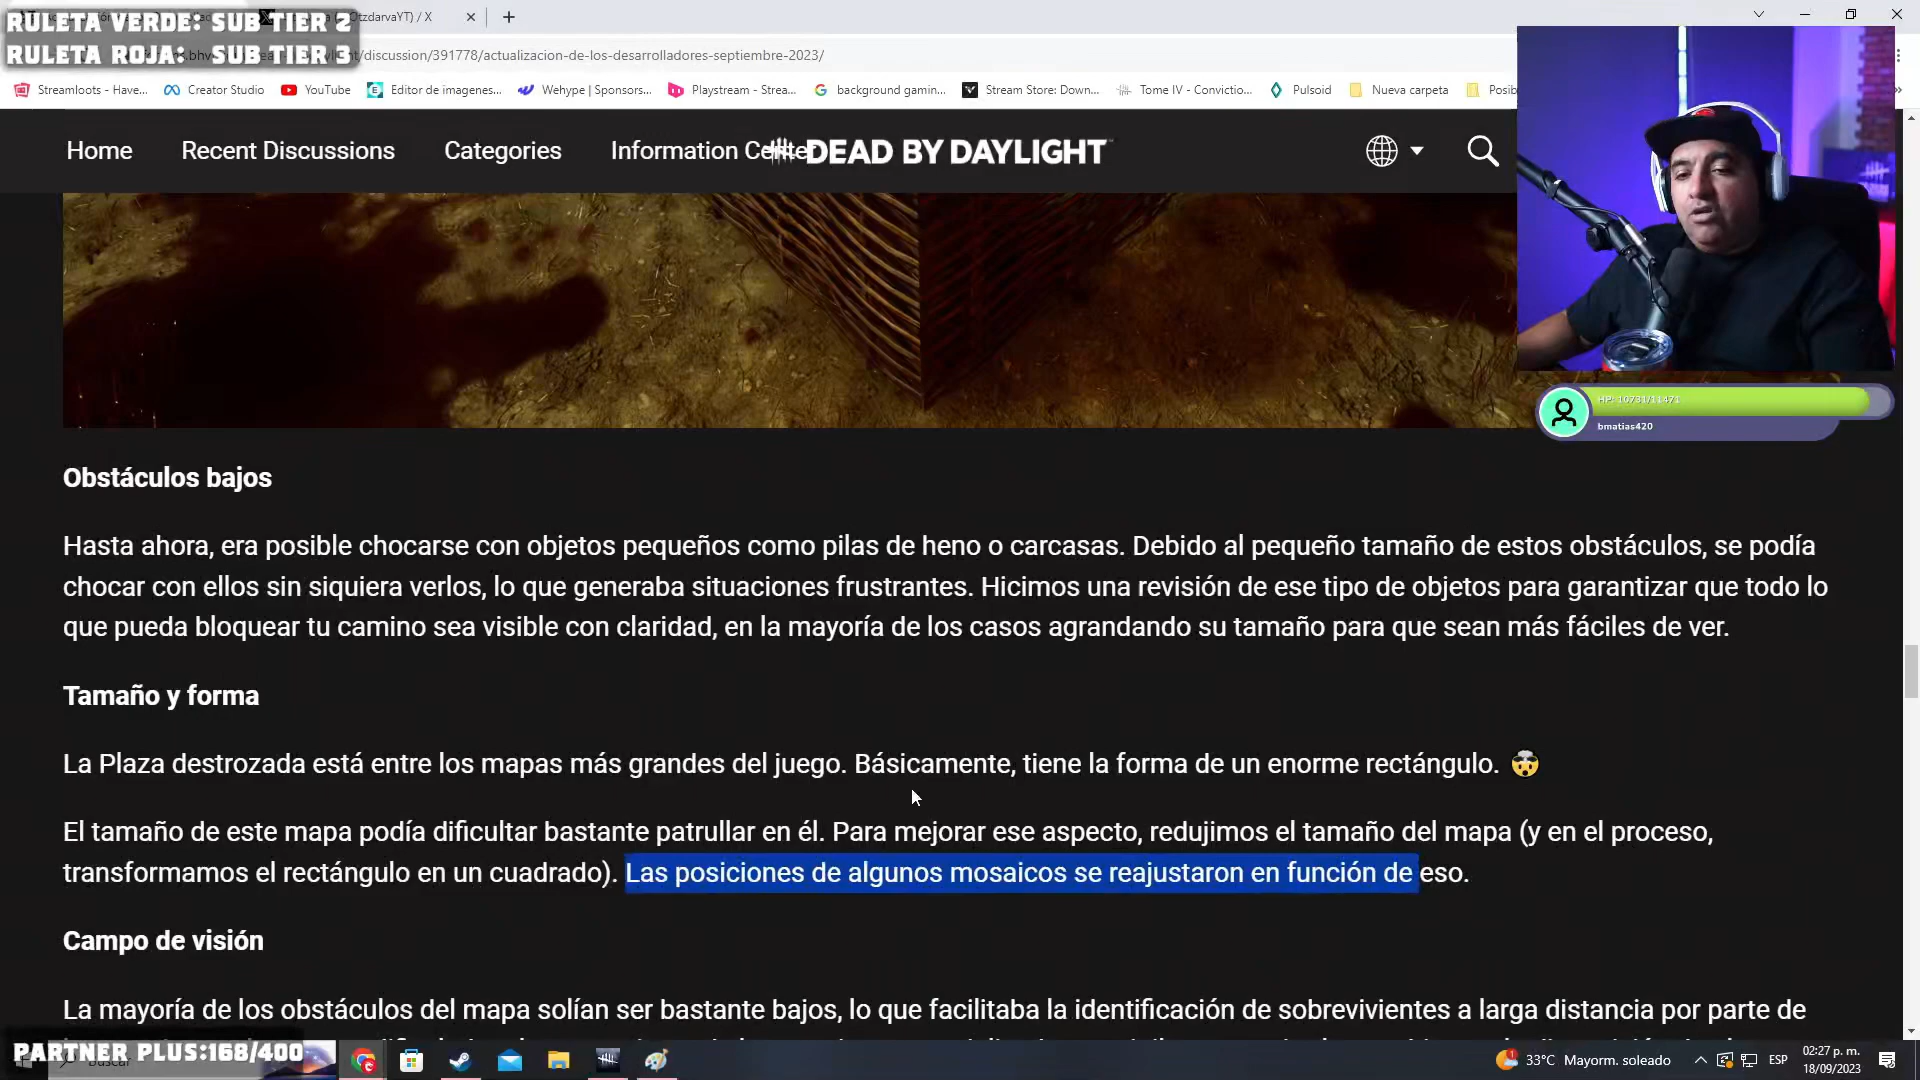 RULETA VERDE: SUB TIER 2
RULETA ROJA: SUB TIER 3
OtzdarvaYT) / X
/discussion/391778/actualizacion-de-los-desarrolladores-septiembre-2023/
Streamloots - Have...
Creator Studio
YouTube
Editor de imagenes...
Wehype | Sponsors...
Playstream - Strea...
background gamin...
Stream Store: Down...
Tome IV - Convictio...
Pulsoid
Nueva carpeta
Posib
Home
Recent Discussions
Categories
Information Center
DEAD BY DAYLIGHT
HP: 10731/11471
bmatias420
Obstáculos bajos
Hasta ahora, era posible chocarse con objetos pequeños como pilas de heno o carcasas. Debido al pequeño tamaño de estos obstáculos, se podía
chocar con ellos sin siquiera verlos, lo que generaba situaciones frustrantes. Hicimos una revisión de ese tipo de objetos para garantizar que todo lo
que pueda bloquear tu camino sea visible con claridad, en la mayoría de los casos agrandando su tamaño para que sean más fáciles de ver.
Tamaño y forma
La Plaza destrozada está entre los mapas más grandes del juego. Básicamente, tiene la forma de un enorme rectángulo. 🤯
El tamaño de este mapa podía dificultar bastante patrullar en él. Para mejorar ese aspecto, redujimos el tamaño del mapa (y en el proceso,
transformamos el rectángulo en un cuadrado). Las posiciones de algunos mosaicos se reajustaron en función de eso.
Campo de visión
La mayoría de los obstáculos del mapa solían ser bastante bajos, lo que facilitaba la identificación de sobrevivientes a larga distancia por parte de
PARTNER PLUS:168/400
Buscar
33°C Mayorm. soleado
ESP
02:27 p. m.
18/09/2023